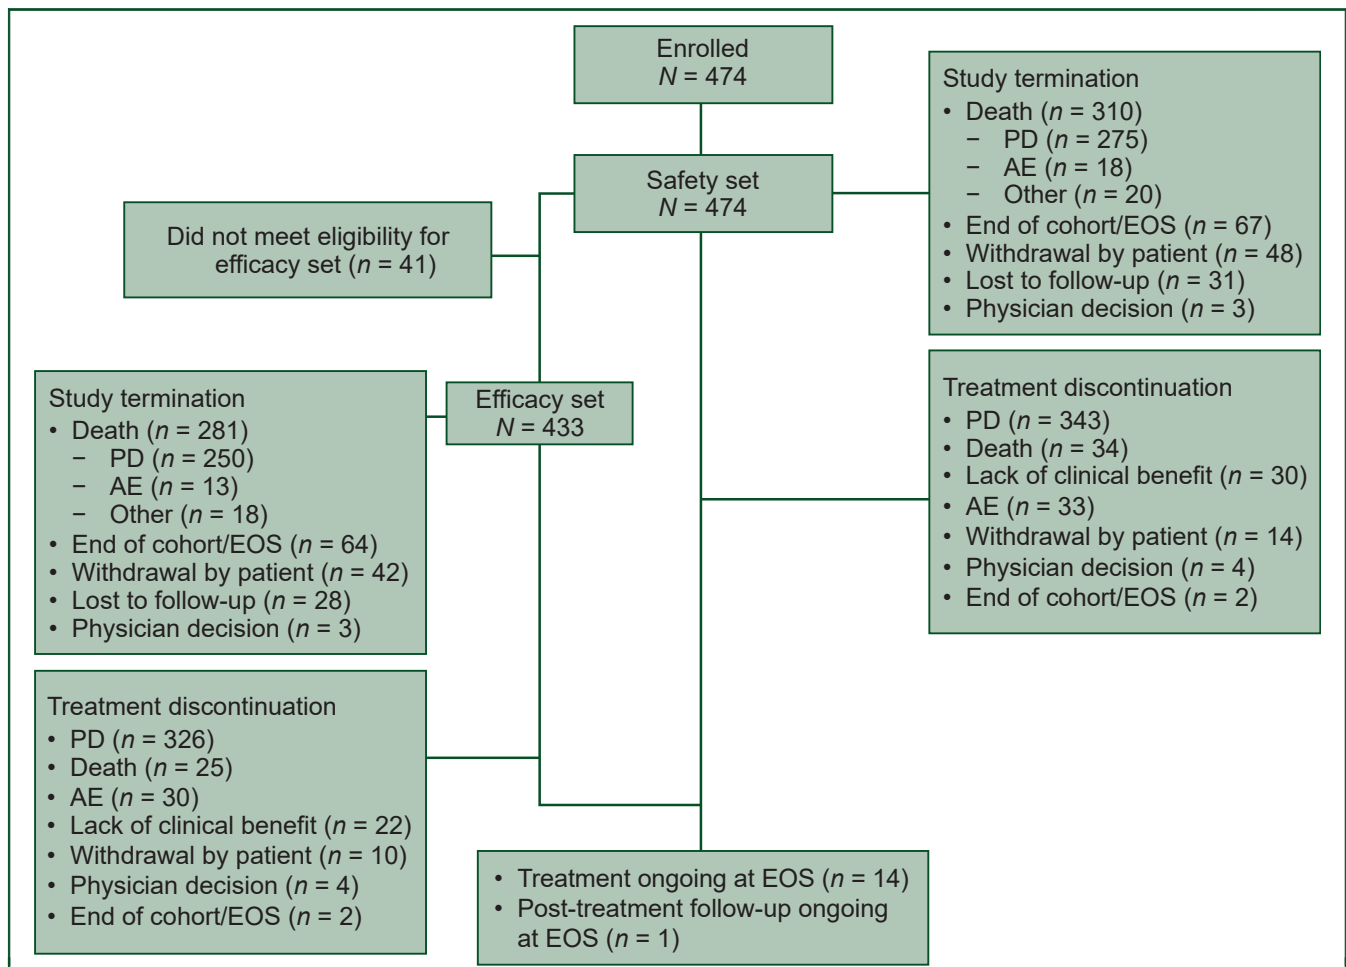 Enrolled
N = 474
Safety set
N = 474
Study termination
• Death (n = 310)
– PD (n = 275)
– AE (n = 18)
– Other (n = 20)
• End of cohort/EOS (n = 67)
• Withdrawal by patient (n = 48)
• Lost to follow-up (n = 31)
• Physician decision (n = 3)
Did not meet eligibility for
efficacy set (n = 41)
Treatment discontinuation
• PD (n = 343)
• Death (n = 34)
• Lack of clinical benefit (n = 30)
• AE (n = 33)
• Withdrawal by patient (n = 14)
• Physician decision (n = 4)
• End of cohort/EOS (n = 2)
Efficacy set
N = 433
Study termination
• Death (n = 281)
– PD (n = 250)
– AE (n = 13)
– Other (n = 18)
• End of cohort/EOS (n = 64)
• Withdrawal by patient (n = 42)
• Lost to follow-up (n = 28)
• Physician decision (n = 3)
Treatment discontinuation
• PD (n = 326)
• Death (n = 25)
• AE (n = 30)
• Lack of clinical benefit (n = 22)
• Withdrawal by patient (n = 10)
• Physician decision (n = 4)
• End of cohort/EOS (n = 2)
• Treatment ongoing at EOS (n = 14)
• Post-treatment follow-up ongoing
at EOS (n = 1)